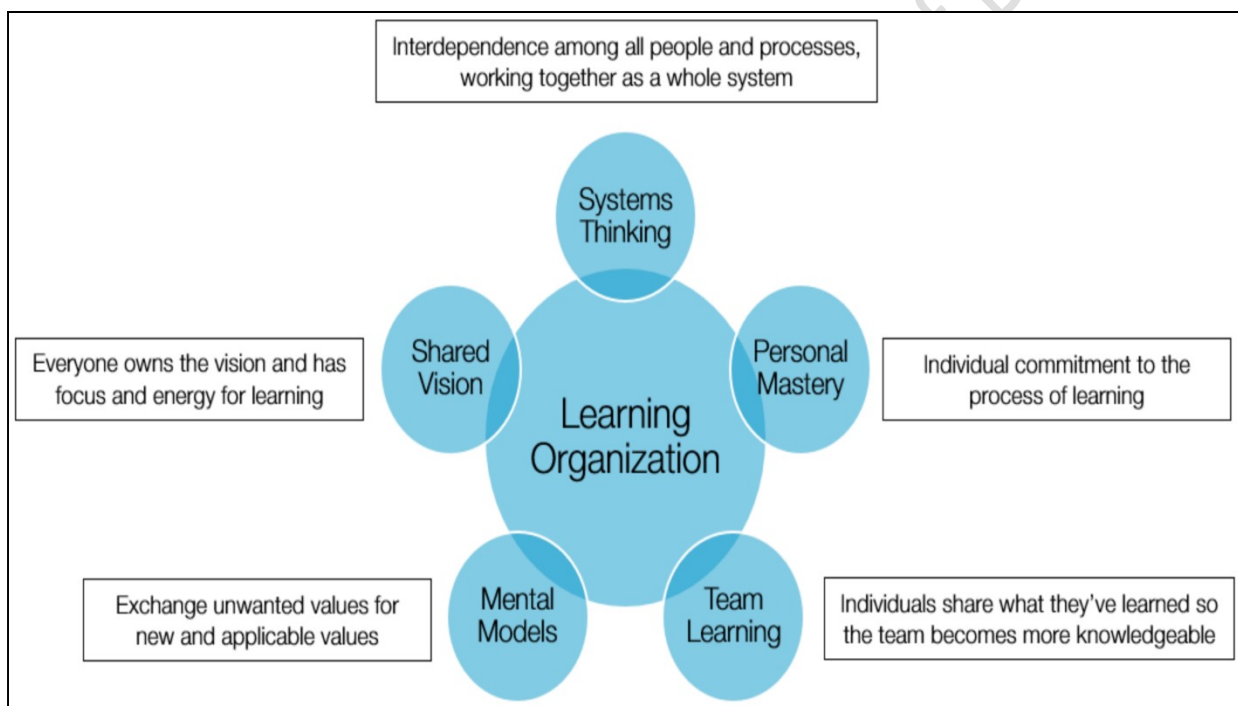 Interdependence among all people and processes,
working together as a whole system
Systems
Thinking
Shared
Vision
Everyone owns the vision and has
focus and energy for learning
Personal
Mastery
Individual commitment to the
process of learning
Learning
Organization
Mental
Models
Exchange unwanted values for
new and applicable values
Team
Learning
Individuals share what they've learned so
the team becomes more knowledgeable